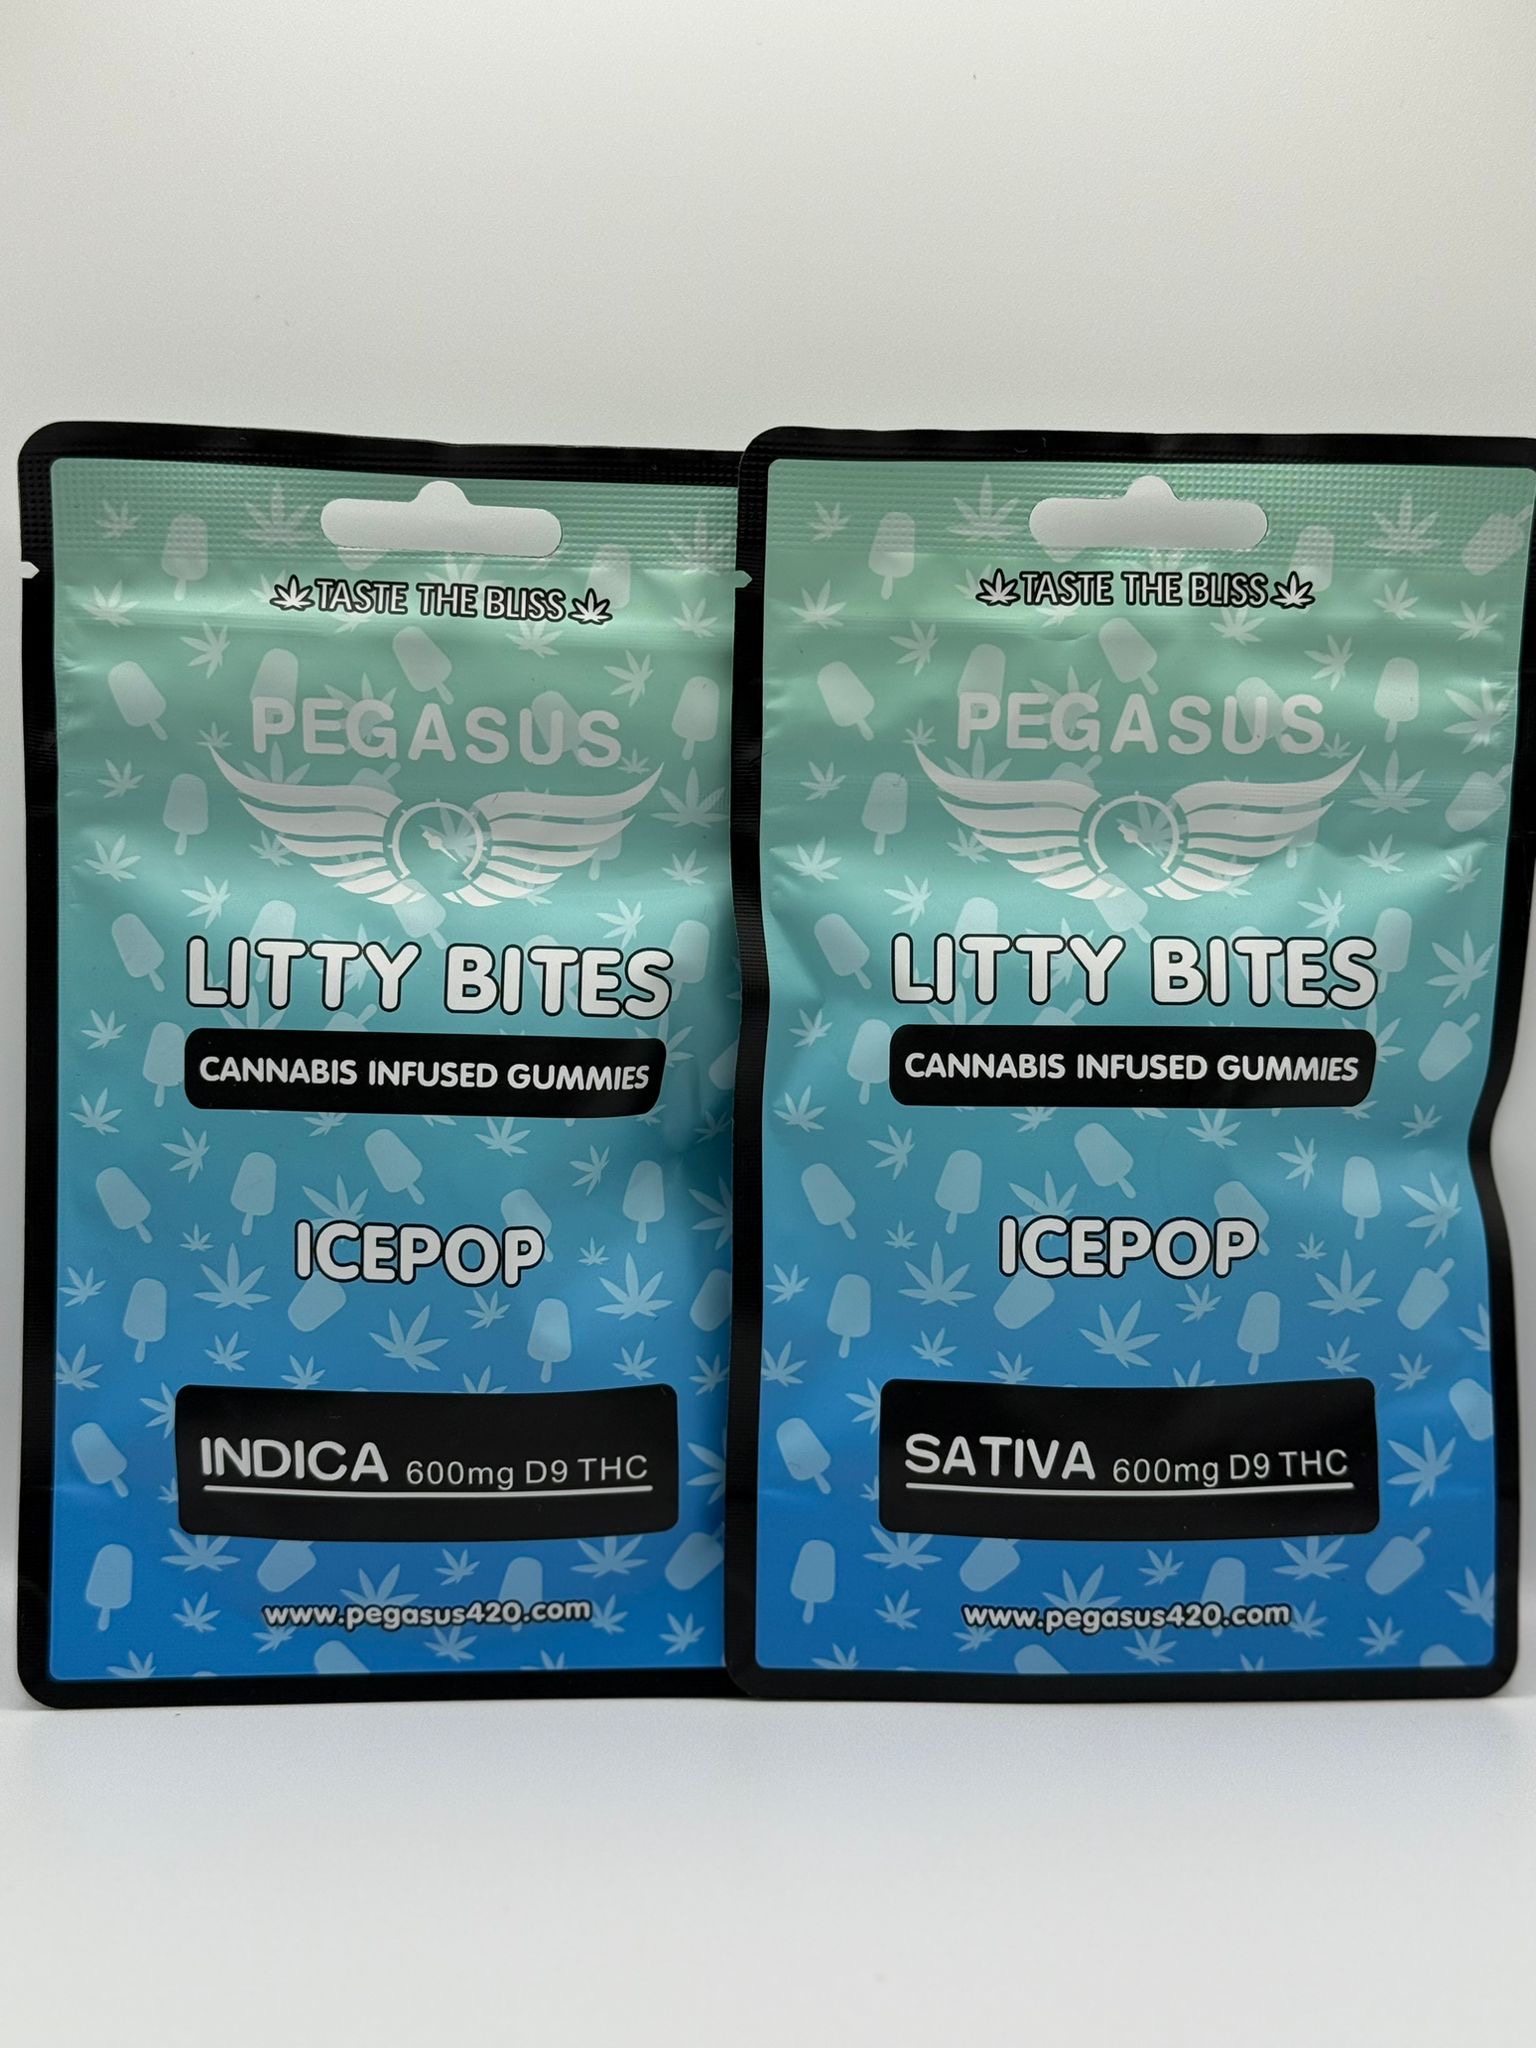 TASTE THE BLISS
PEGASUS
LITTY BITES
CANNABIS INFUSED GUMMIES
ICEPOP
INDICA 600mg D9 THC
www.pegasus420.com
TASTE THE BLISS
PEGASUS
LITTY BITES
CANNABIS INFUSED GUMMIES
ICEPOP
SATIVA 600mg D9 THC
www.pegasus420.com